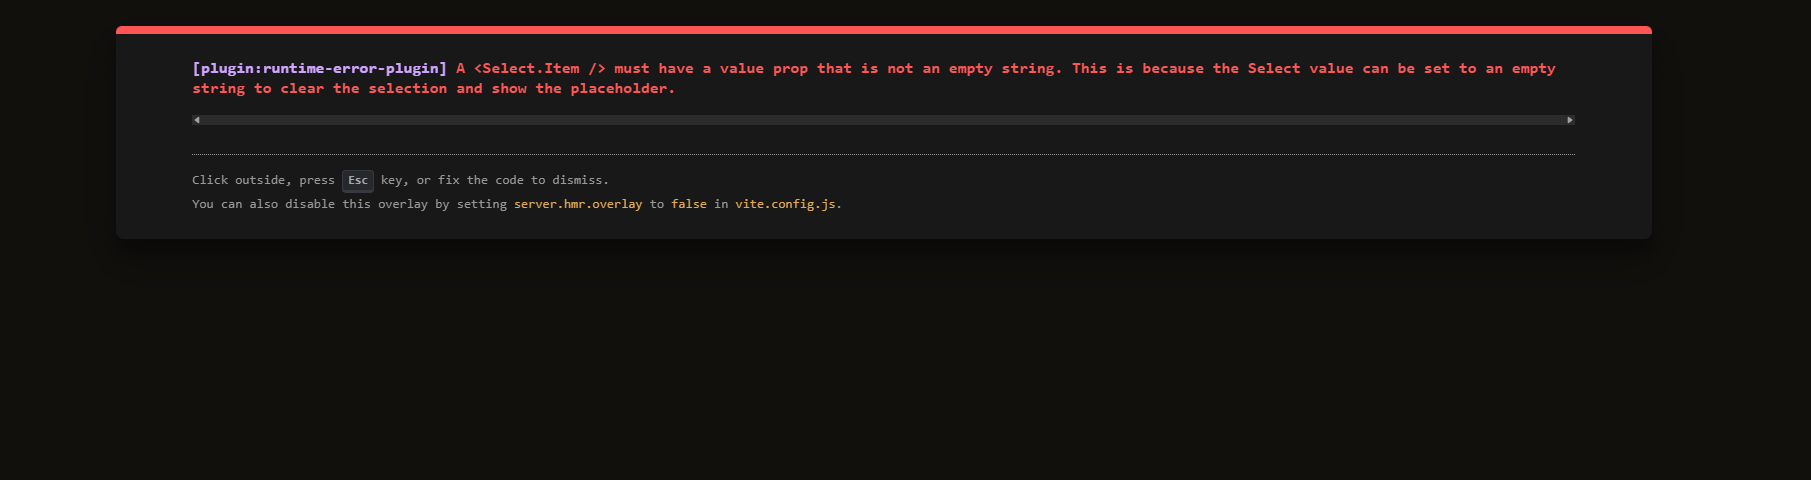 [plugin:runtime-error-plugin] A <Select.Item /> must have a value prop that is not an empty string. This is because the Select value can be set to an empty
string to clear the selection and show the placeholder.
Click outside, press Esc key, or fix the code to dismiss.
You can also disable this overlay by setting server.hmr.overlay to false in vite.config.js.